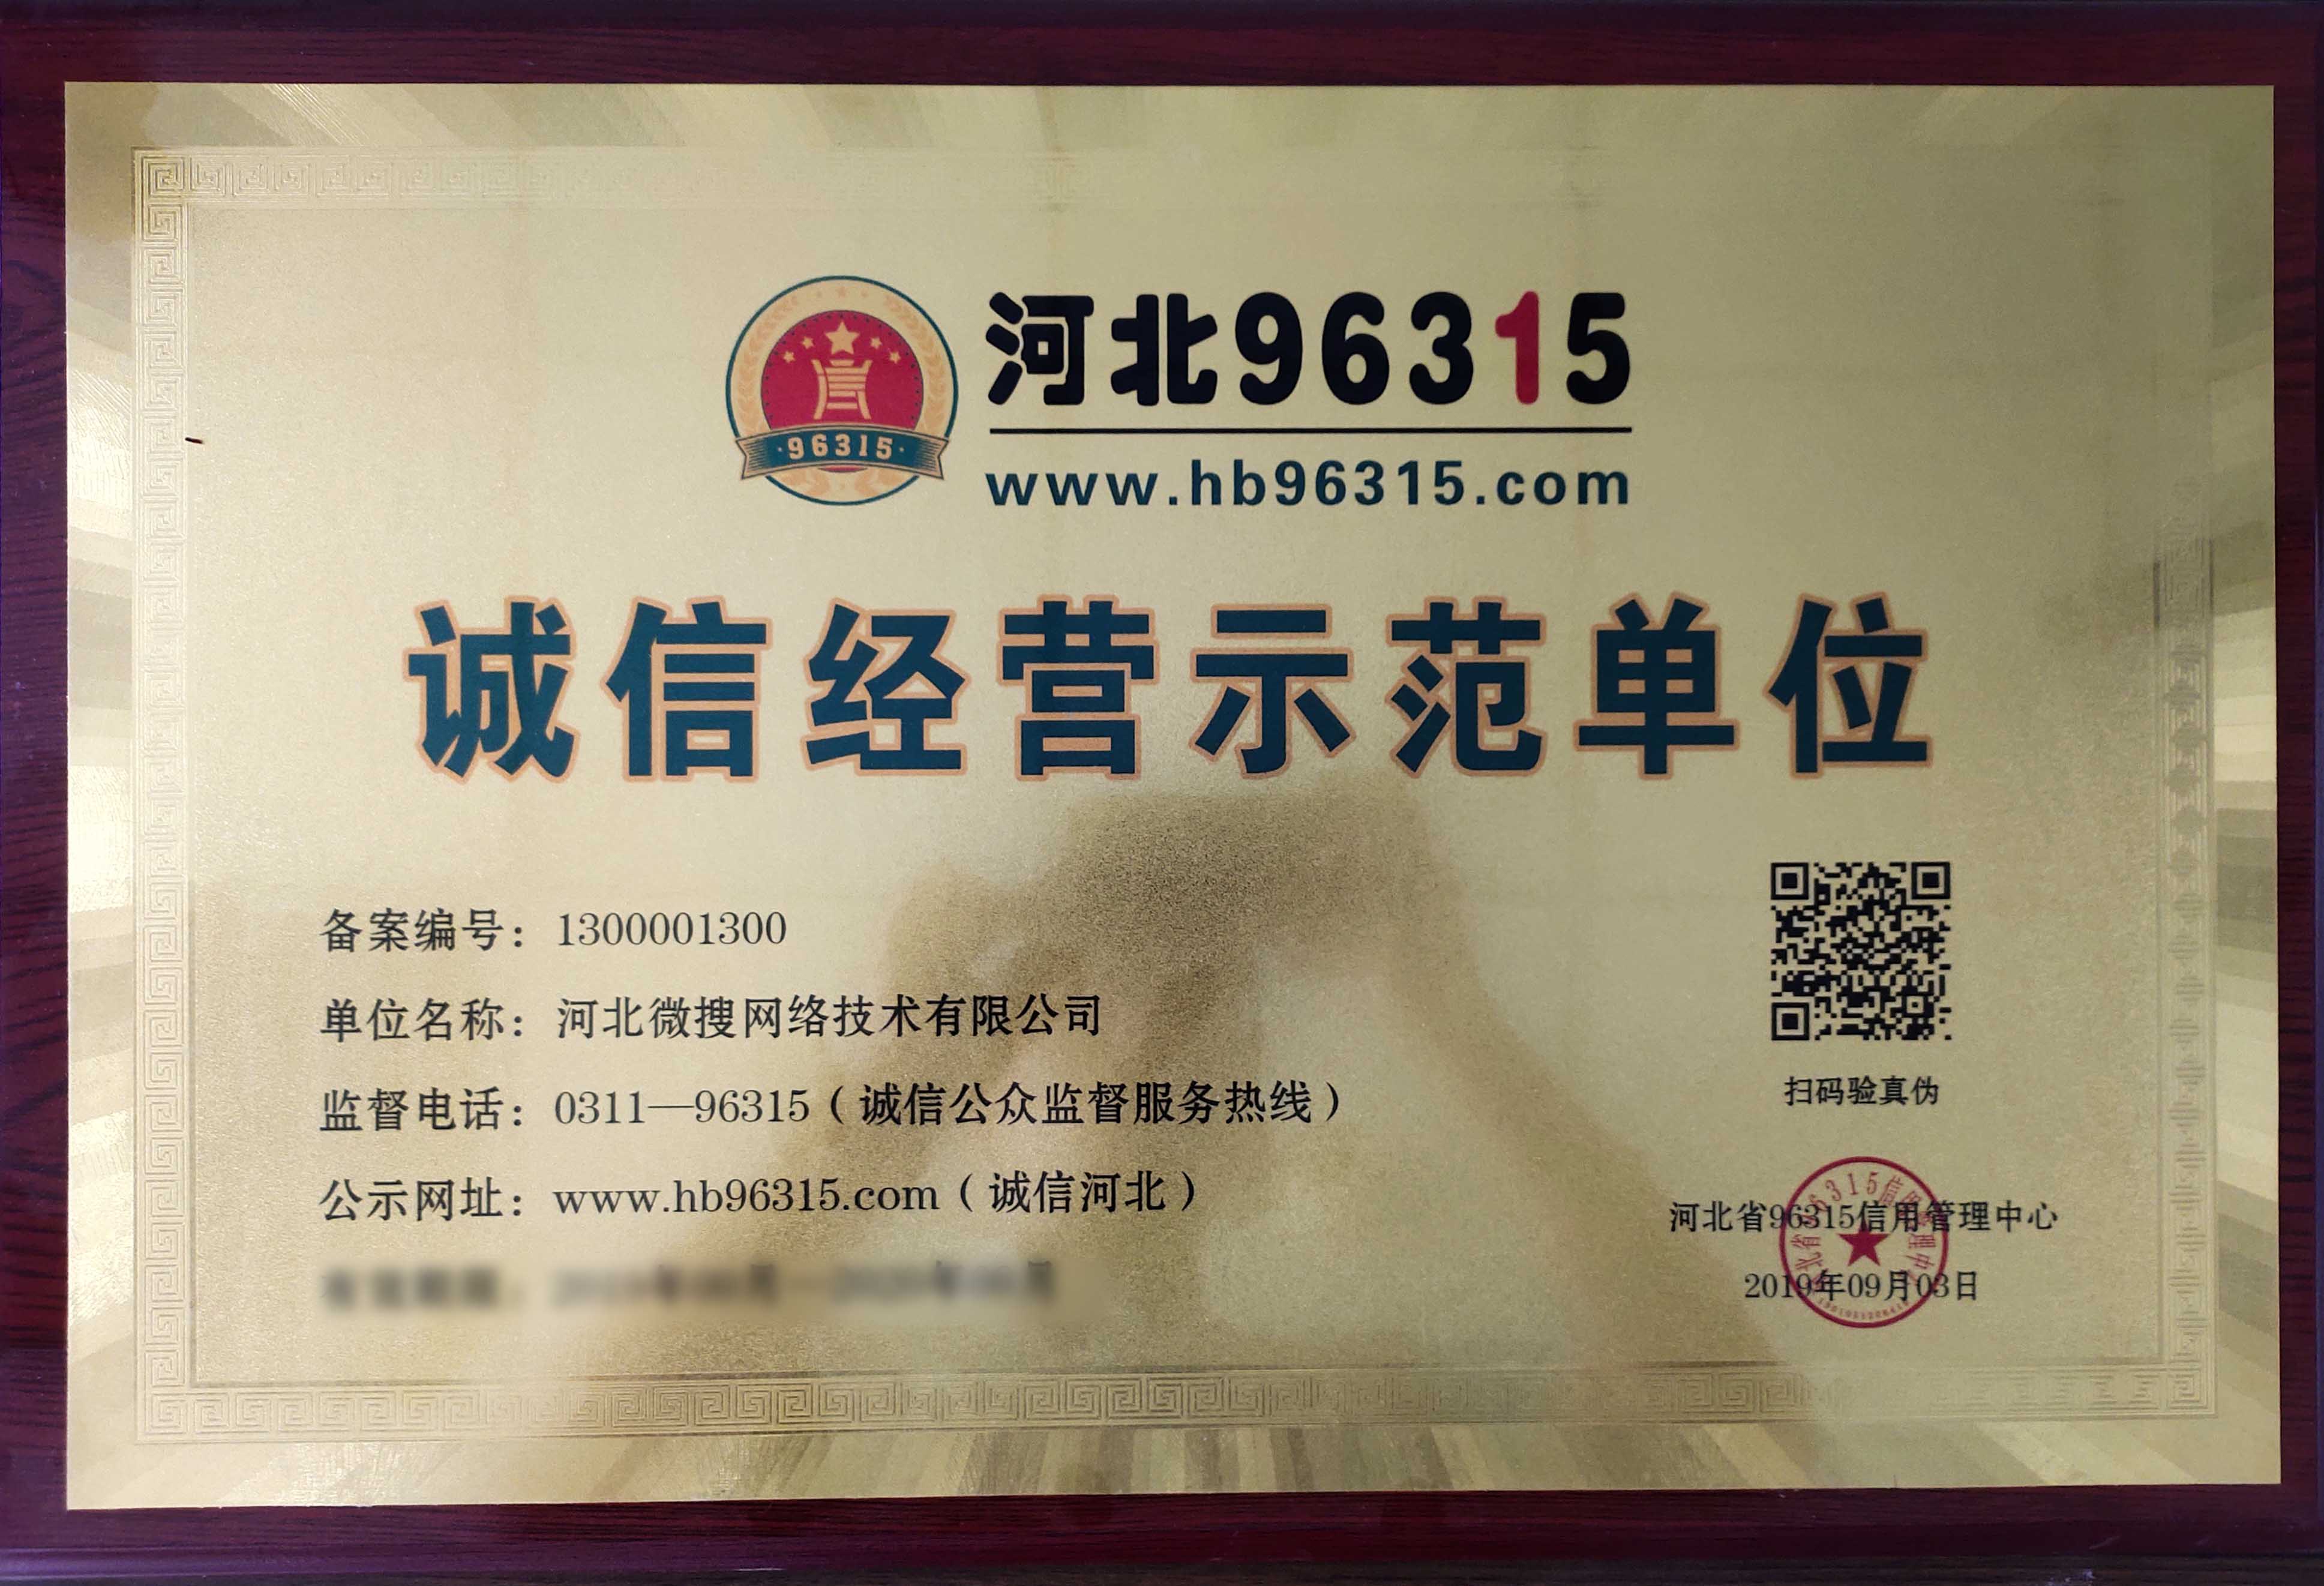 河北96315
·96315·
www.hb96315.com
诚信经营示范单位
备案编号：1300001300
单位名称：河北微搜网络技术有限公司
监督电话：0311—96315（诚信公众监督服务热线）
公示网址：www.hb96315.com（诚信河北）
扫码验真伪
河北省96315信用管理中心
2019年09月03日